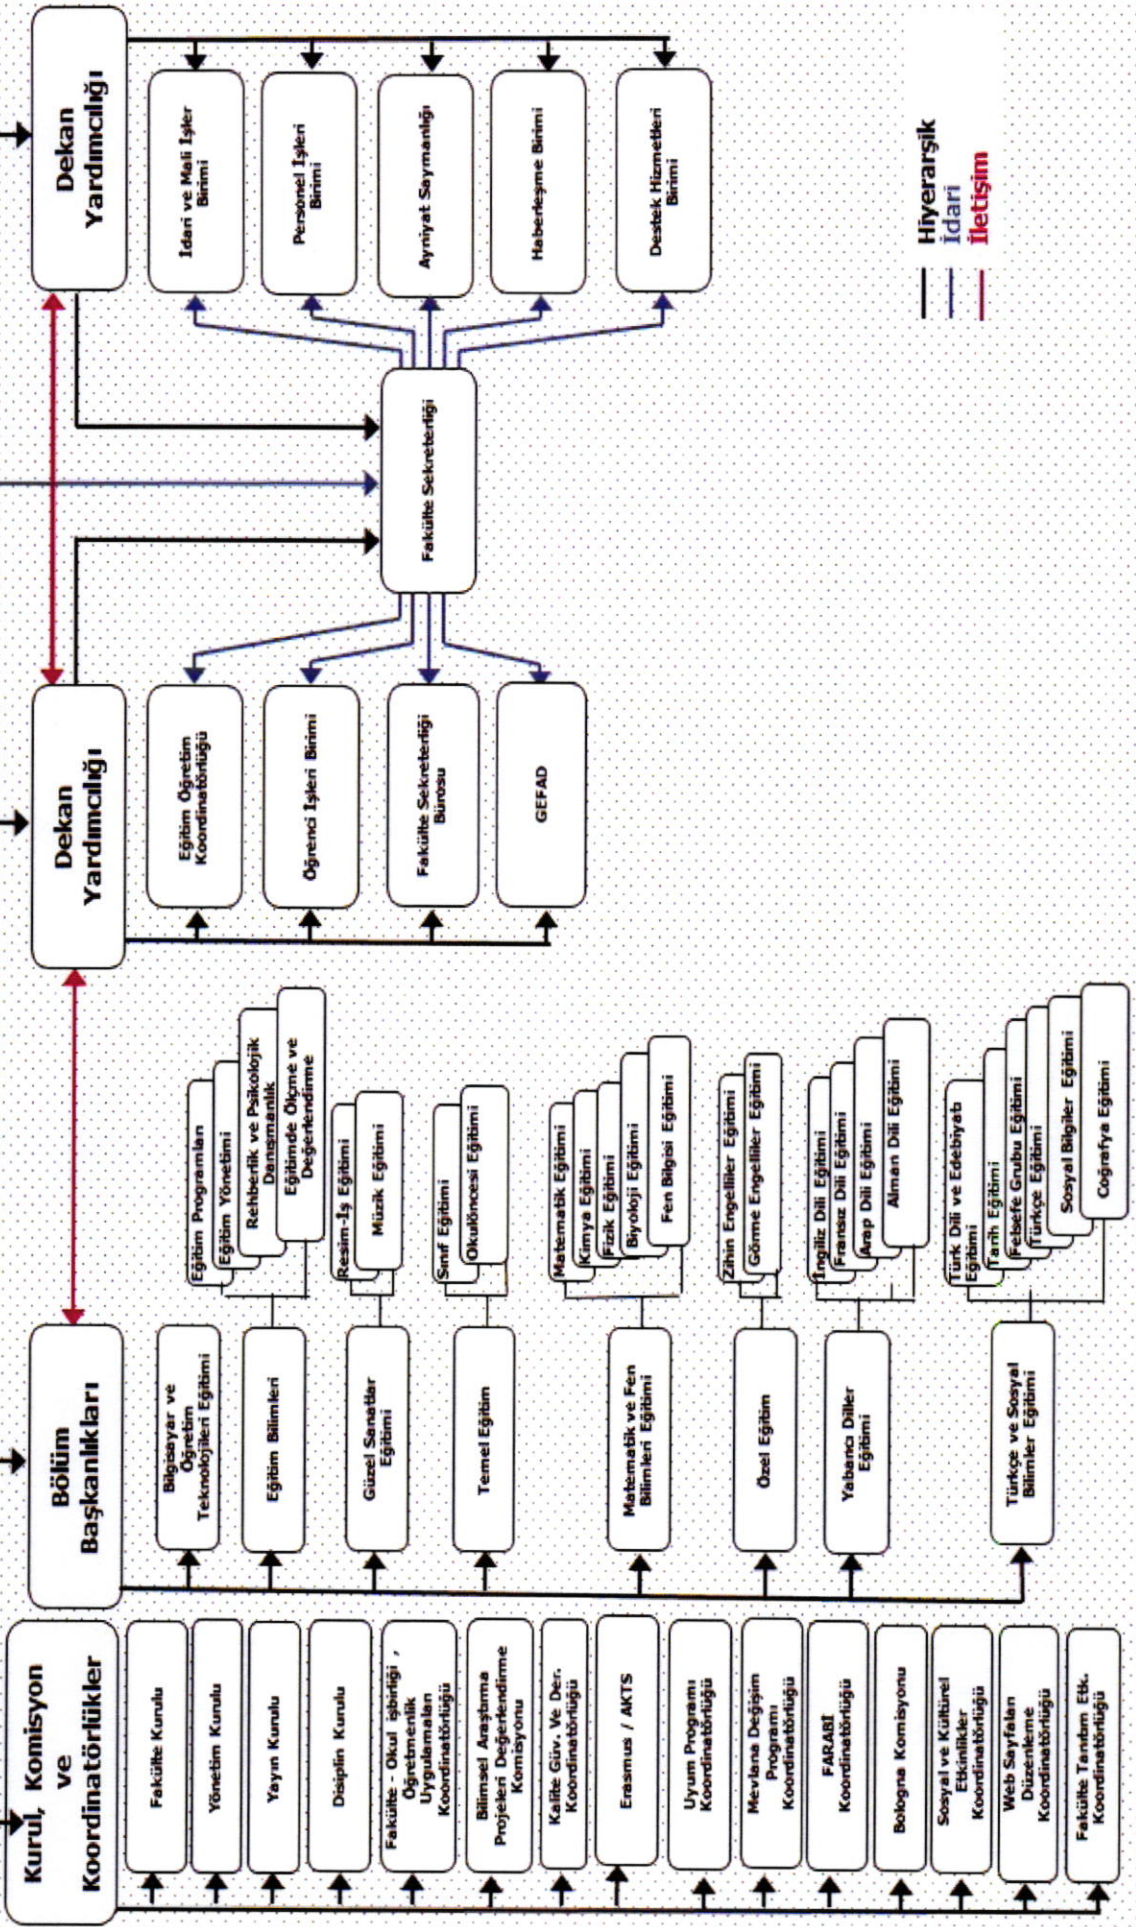 Kurul, Komisyon
ve
Koordinatörlükler
Fakülte Kurulu
Yönetim Kurulu
Yayın Kurulu
Disiplin Kurulu
Fakülte - Okul işbirliği ,
Öğretmenlik
Uygulamaları
Koordinatörlüğü
Bilimsel Araştırma
Projeleri Değerlendirme
Komisyonu
Kalite Güv. Ve Der.
Koordinatörlüğü
Erasmus / AKTS
Uyum Programı
Koordinatörlüğü
Mevlana Değişim
Programı
Koordinatörlüğü
FARABİ
Koordinatörlüğü
Bologna Komisyonu
Sosyal ve Kültürel
Etkinlikler
Koordinatörlüğü
Web Sayfaları
Düzenleme
Koordinatörlüğü
Fakülte Tanıtım Etk.
Koordinatörlüğü
Bölüm
Başkanlıkları
Bilgisayar ve
Öğretim
Teknolojileri Eğitimi
Eğitim Bilimleri
Eğitim Programları
Eğitim Yönetimi
Rehberlik ve Psikolojik
Danışmanlık
Eğitimde Ölçme ve
Değerlendirme
Güzel Sanatlar
Eğitimi
Resim-İş Eğitimi
Müzik Eğitimi
Temel Eğitim
Sınıf Eğitimi
Okulöncesi Eğitimi
Matematik ve Fen
Bilimleri Eğitimi
Matematik Eğitimi
Kimya Eğitimi
Fizik Eğitimi
Biyoloji Eğitimi
Fen Bilgisi Eğitimi
Özel Eğitim
Zihin Engelliler Eğitimi
Görme Engelliler Eğitimi
Yabancı Diller
Eğitimi
İngiliz Dili Eğitimi
Fransız Dili Eğitimi
Arap Dili Eğitimi
Alman Dili Eğitimi
Türkçe ve Sosyal
Bilimler Eğitimi
Türk Dili ve Edebiyatı
Eğitimi
Tarih Eğitimi
Felsefe Grubu Eğitimi
Türkçe Eğitimi
Sosyal Bilgiler Eğitimi
Coğrafya Eğitimi
Dekan
Yardımcılığı
Eğitim Öğretim
Koordinatörlüğü
Öğrenci İşleri Birimi
Fakülte Sekreterliği
Bürosu
GEFAD
Fakülte Sekreterliği
Dekan
Yardımcılığı
İdari ve Mali İşler
Birimi
Personel İşleri
Birimi
Ayniyat Saymanlığı
Haberleşme Birimi
Destek Hizmetleri
Birimi
Hiyerarşik
İdari
İletişim